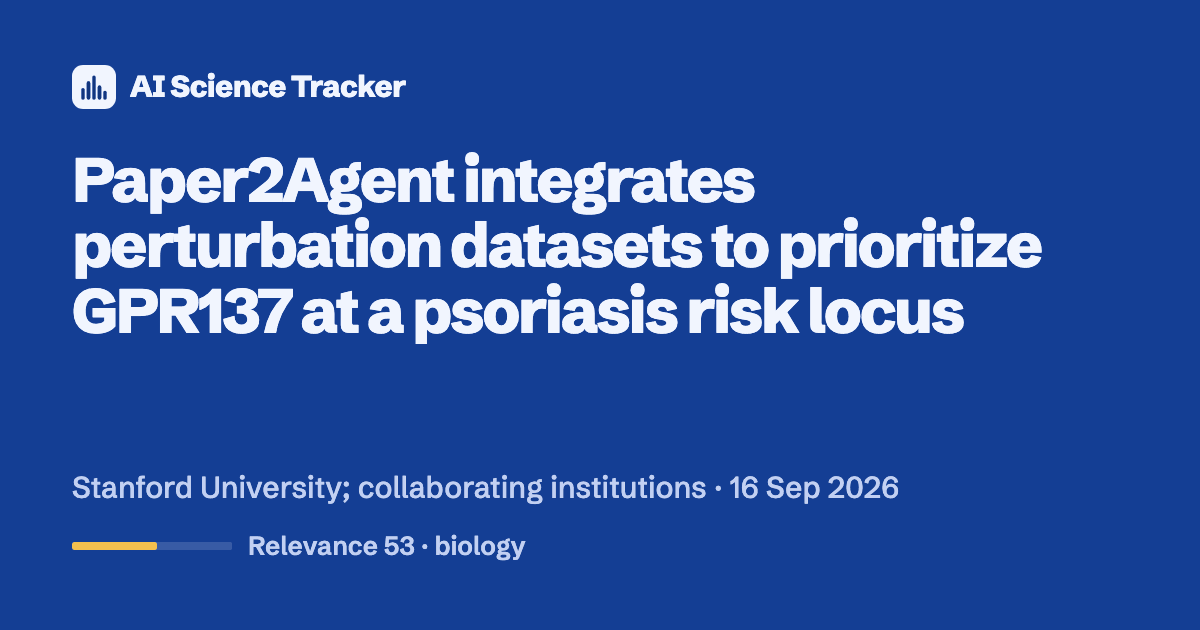 AI Science Tracker
Paper2Agent integrates
perturbation datasets to prioritize
GPR137 at a psoriasis risk locus
Stanford University; collaborating institutions · 16 Sep 2026
Relevance 53 · biology